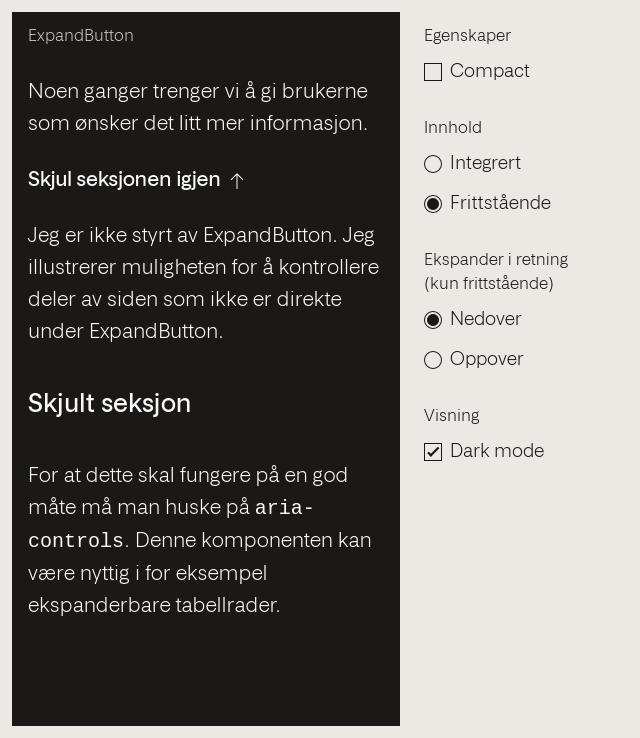 ExpandButton
Noen ganger trenger vi å gi brukerne
som ønsker det litt mer informasjon.
Skjul seksjonen igjen
Jeg er ikke styrt av ExpandButton. Jeg
illustrerer muligheten for å kontrollere
deler av siden som ikke er direkte
under ExpandButton.
Skjult seksjon
For at dette skal fungere på en god
måte må man huske på aria-
controls. Denne komponenten kan
være nyttig i for eksempel
ekspanderbare tabellrader.
Egenskaper
Compact
Innhold
Integrert
Frittstående
Ekspander i retning
(kun frittstående)
Nedover
Oppover
Visning
Dark mode